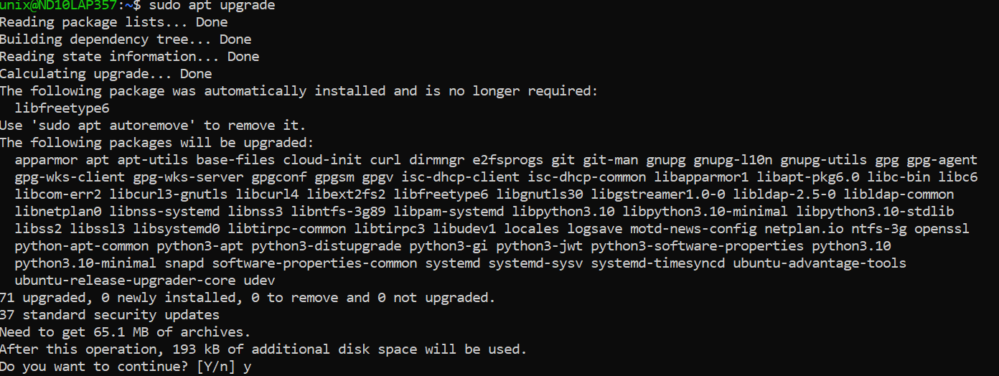 unix@ND10LAP357:~$ sudo apt upgrade
Reading package lists... Done
Building dependency tree... Done
Reading state information... Done
Calculating upgrade... Done
The following package was automatically installed and is no longer required:
  libfreetype6
Use 'sudo apt autoremove' to remove it.
The following packages will be upgraded:
  apparmor apt apt-utils base-files cloud-init curl dirmngr e2fsprogs git git-man gnupg gnupg-l10n gnupg-utils gpg gpg-agent
  gpg-wks-client gpg-wks-server gpgconf gpgsm gpgv isc-dhcp-client isc-dhcp-common libapparmor1 libapt-pkg6.0 libc-bin libc6
  libcom-err2 libcurl3-gnutls libcurl4 libext2fs2 libfreetype6 libgnutls30 libgstreamer1.0-0 libldap-2.5-0 libldap-common
  libnetplan0 libnss-systemd libnss3 libntfs-3g89 libpam-systemd libpython3.10 libpython3.10-minimal libpython3.10-stdlib
  libss2 libssl3 libsystemd0 libtirpc-common libtirpc3 libudev1 locales logsave motd-news-config netplan.io ntfs-3g openssl
  python-apt-common python3-apt python3-distupgrade python3-gi python3-jwt python3-software-properties python3.10
  python3.10-minimal snapd software-properties-common systemd systemd-sysv systemd-timesyncd ubuntu-advantage-tools
  ubuntu-release-upgrader-core udev
71 upgraded, 0 newly installed, 0 to remove and 0 not upgraded.
37 standard security updates
Need to get 65.1 MB of archives.
After this operation, 193 kB of additional disk space will be used.
Do you want to continue? [Y/n] y